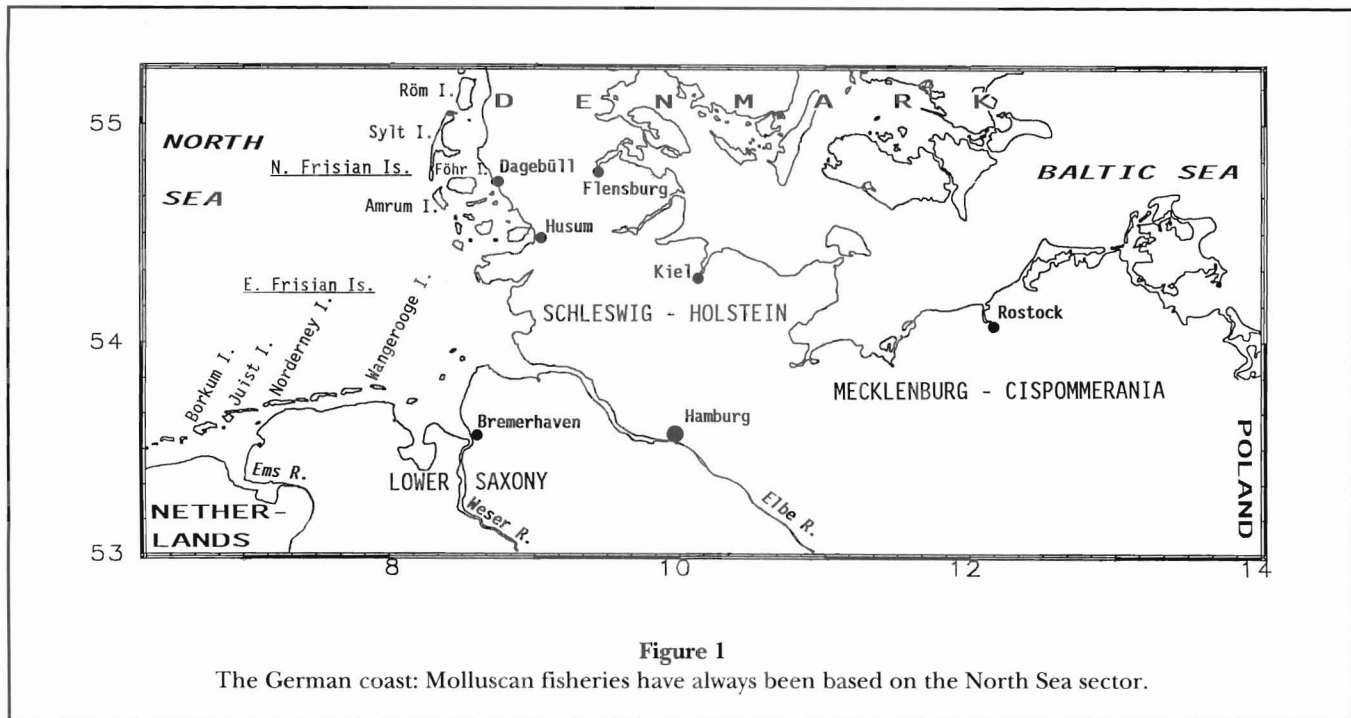 55
54
53
8
10
12
14
NORTH
SEA
Röm I.
Sylt I.
N. Frisian Is.
Föhr I.
Dagebüll
Amrum I.
Husum
D E N M A R K
Flensburg
BALTIC SEA
Kiel
SCHLESWIG - HOLSTEIN
Rostock
MECKLENBURG - CISPOMMERANIA
E. Frisian Is.
Borkum I.
Juist I.
Norderney I.
Wangerooge I.
Bremerhaven
Hamburg
Ems R.
LOWER SAXONY
Weser R.
Elbe R.
NETHER-
LANDS
POLAND
Figure 1
The German coast: Molluscan fisheries have always been based on the North Sea sector.